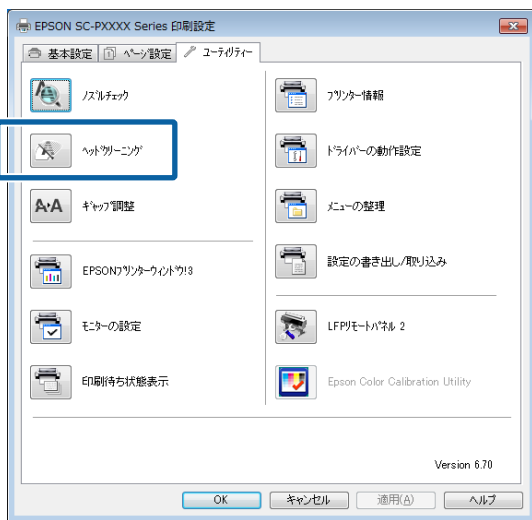 EPSON SC-PXXXX Series 印刷設定
基本設定
ページ設定
ユーティリティー
ノズルチェック
ヘッドクリーニング
ギャップ調整
EPSONプリンターウィンドウ!3
モニターの設定
印刷待ち状態表示
プリンター情報
ドライバーの動作設定
メニューの整理
設定の書き出し/取り込み
LFPリモートパネル 2
Epson Color Calibration Utility
Version 6.70
OK
キャンセル
適用(A)
ヘルプ